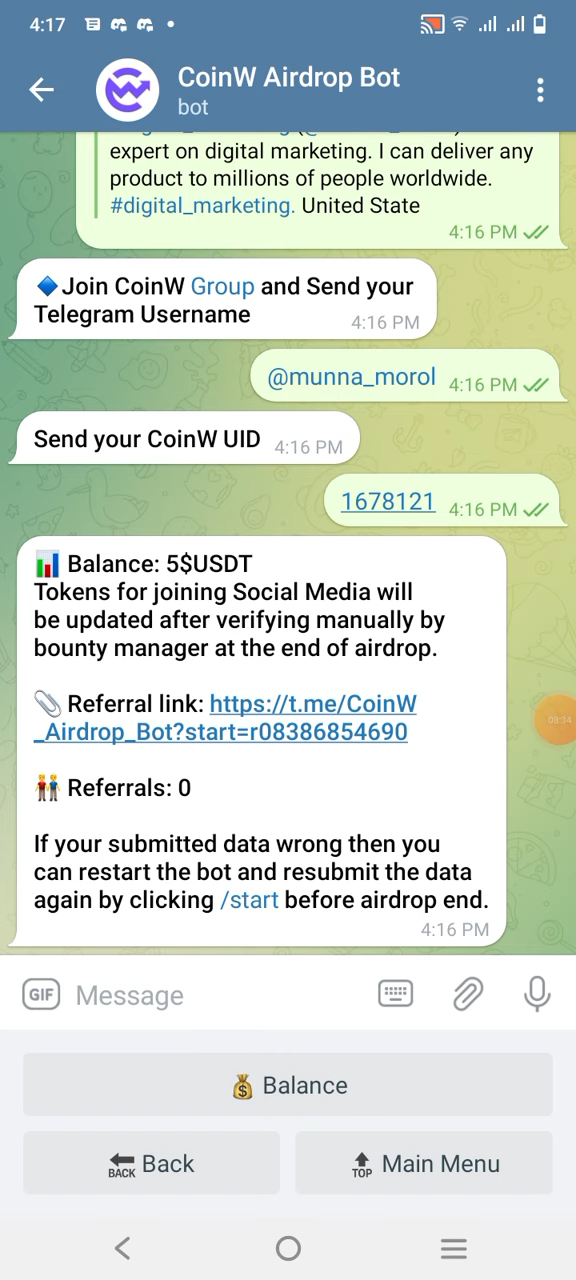 4:17
CoinW Airdrop Bot
bot
expert on digital marketing. I can deliver any
product to millions of people worldwide.
#digital_marketing. United State
4:16 PM
Join CoinW Group and Send your
Telegram Username
4:16 PM
@munna_morol 4:16 PM
Send your CoinW UID 4:16 PM
1678121 4:16 PM
Balance: 5$USDT
Tokens for joining Social Media will
be updated after verifying manually by
bounty manager at the end of airdrop.
Referral link: https://t.me/CoinW
_Airdrop_Bot?start=r08386854690
03:34
Referrals: 0
If your submitted data wrong then you
can restart the bot and resubmit the data
again by clicking /start before airdrop end.
4:16 PM
GIF Message
Balance
BACK Back
TOP Main Menu